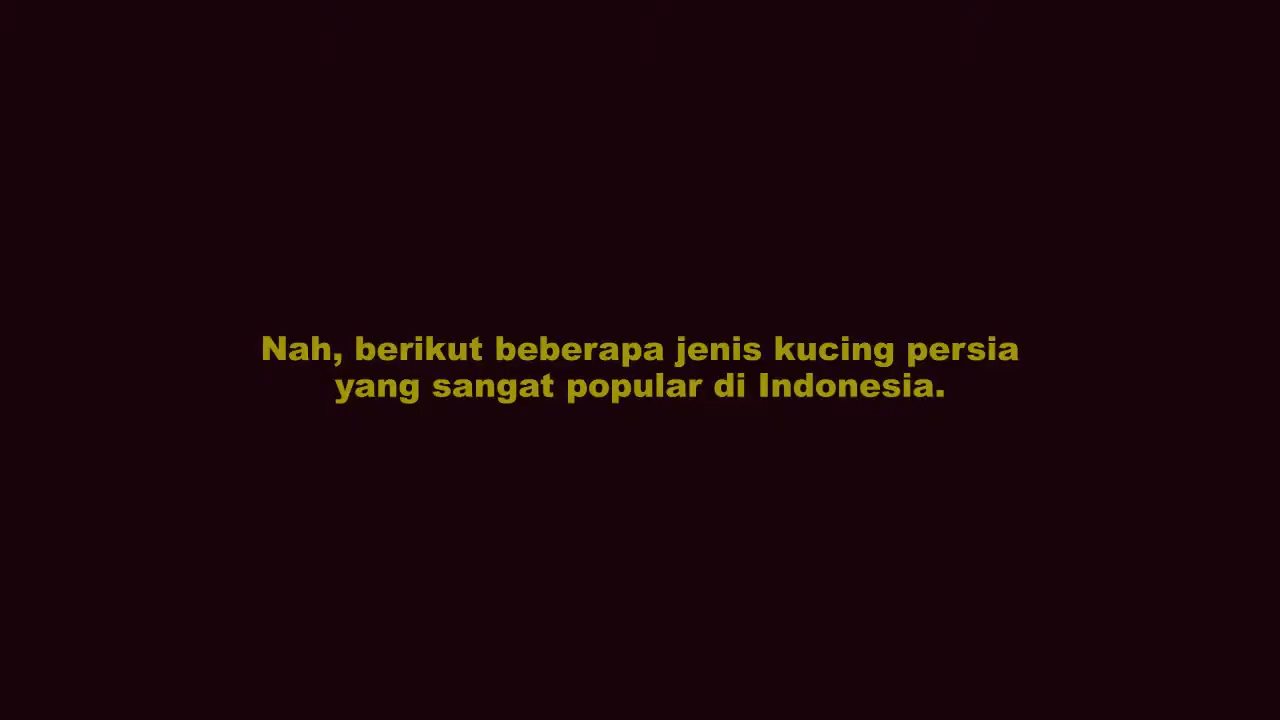 Nah, berikut beberapa jenis kucing persia
yang sangat popular di Indonesia.